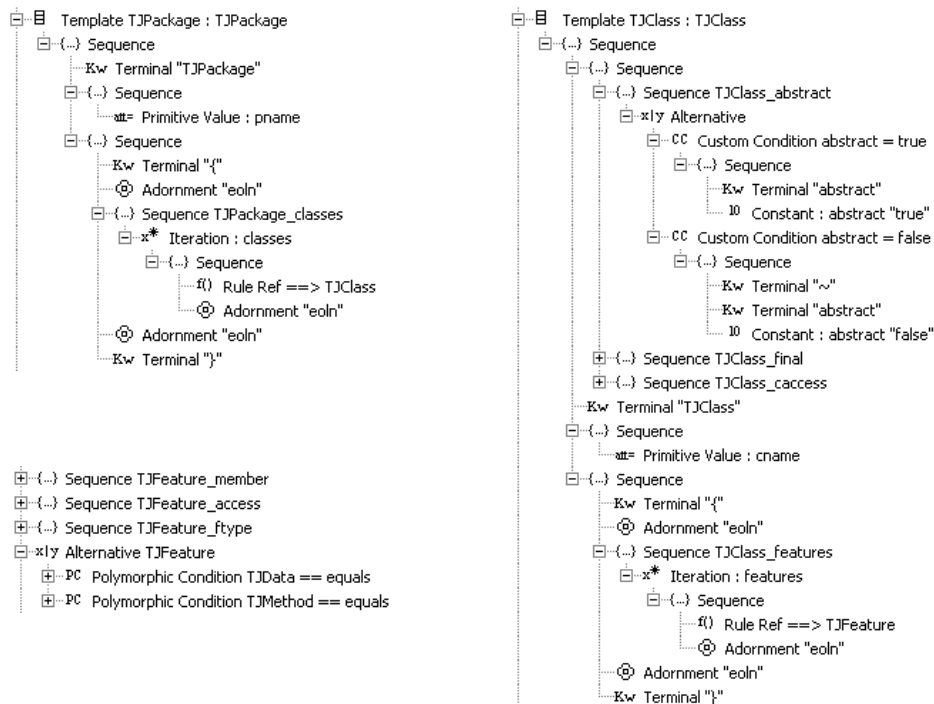 Template TJPackage : TJPackage
{...} Sequence
Kw Terminal "TJPackage"
{...} Sequence
att= Primitive Value : pname
{...} Sequence
Kw Terminal "{"
Adornment "eoln"
{...} Sequence TJPackage_classes
x* Iteration : classes
{...} Sequence
f() Rule Ref ==> TJClass
Adornment "eoln"
Adornment "eoln"
Kw Terminal "}"
{...} Sequence TJFeature_member
{...} Sequence TJFeature_access
{...} Sequence TJFeature_ftype
x|y Alternative TJFeature
PC Polymorphic Condition TJData == equals
PC Polymorphic Condition TJMethod == equals
Template TJClass : TJClass
{...} Sequence
{...} Sequence
{...} Sequence TJClass_abstract
x|y Alternative
CC Custom Condition abstract = true
{...} Sequence
Kw Terminal "abstract"
10 Constant : abstract "true"
CC Custom Condition abstract = false
{...} Sequence
Kw Terminal "~"
Kw Terminal "abstract"
10 Constant : abstract "false"
{...} Sequence TJClass_final
{...} Sequence TJClass_caccess
Kw Terminal "TJClass"
{...} Sequence
att= Primitive Value : cname
{...} Sequence
Kw Terminal "{"
Adornment "eoln"
{...} Sequence TJClass_features
x* Iteration : features
{...} Sequence
f() Rule Ref ==> TJFeature
Adornment "eoln"
Adornment "eoln"
Kw Terminal "}"